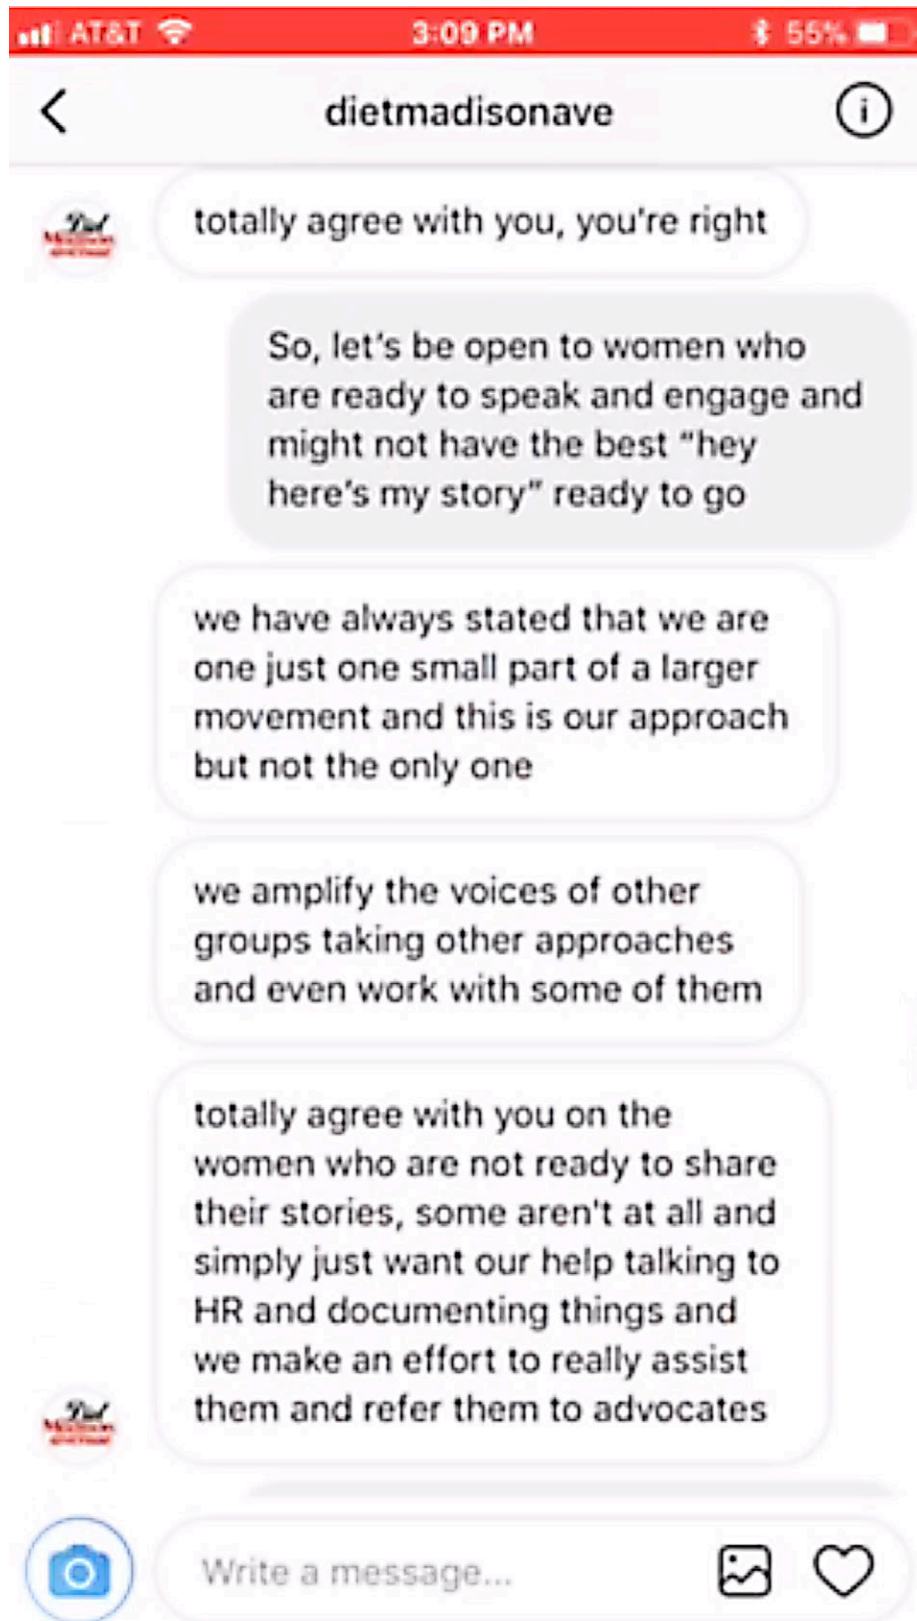 AT&T 3:09 PM 55%
dietmadisonave
totally agree with you, you're right
Diet
Madison
So, let's be open to women who
are ready to speak and engage and
might not have the best "hey
here's my story" ready to go
we have always stated that we are
one just one small part of a larger
movement and this is our approach
but not the only one
we amplify the voices of other
groups taking other approaches
and even work with some of them
totally agree with you on the
women who are not ready to share
their stories, some aren't at all and
simply just want our help talking to
HR and documenting things and
we make an effort to really assist
them and refer them to advocates
Diet
Madison
Write a message...